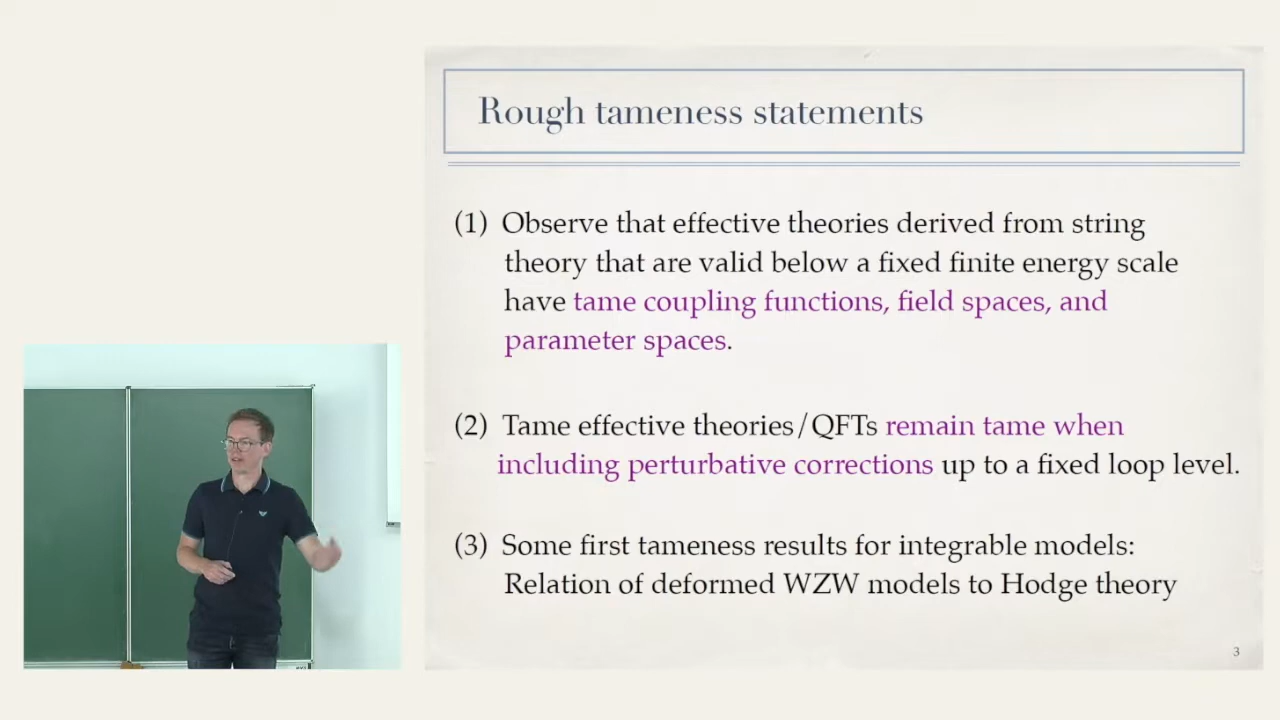 Rough tameness statements
(1) Observe that effective theories derived from string
theory that are valid below a fixed finite energy scale
have tame coupling functions, field spaces, and
parameter spaces.
(2) Tame effective theories/QFTs remain tame when
including perturbative corrections up to a fixed loop level.
(3) Some first tameness results for integrable models:
Relation of deformed WZW models to Hodge theory
3